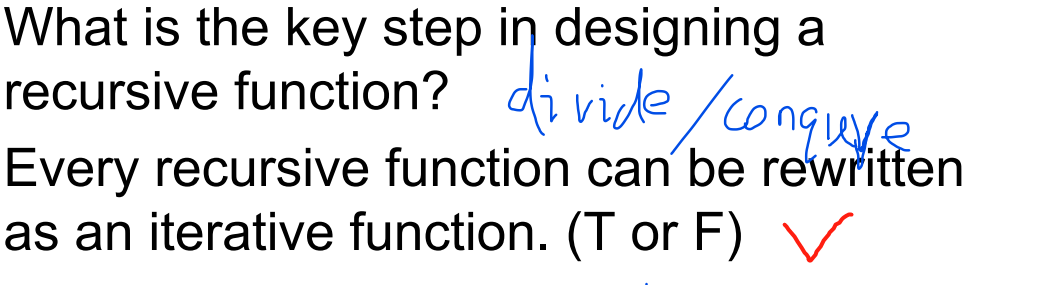 What is the key step in designing a
recursive function? divide/conquere
Every recursive function can be rewritten
as an iterative function. (T or F) ✓